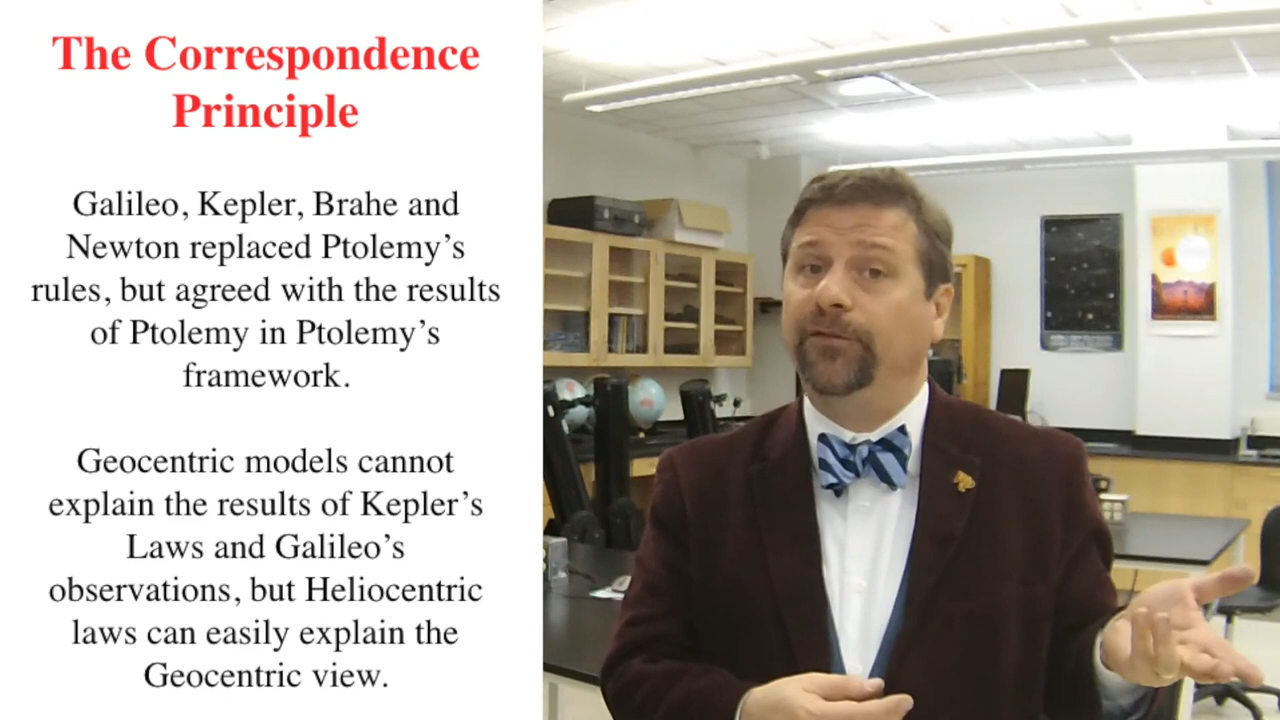 The Correspondence
Principle
Galileo, Kepler, Brahe and
Newton replaced Ptolemy's
rules, but agreed with the results
of Ptolemy in Ptolemy's
framework.
Geocentric models cannot
explain the results of Kepler's
Laws and Galileo's
observations, but Heliocentric
laws can easily explain the
Geocentric view.